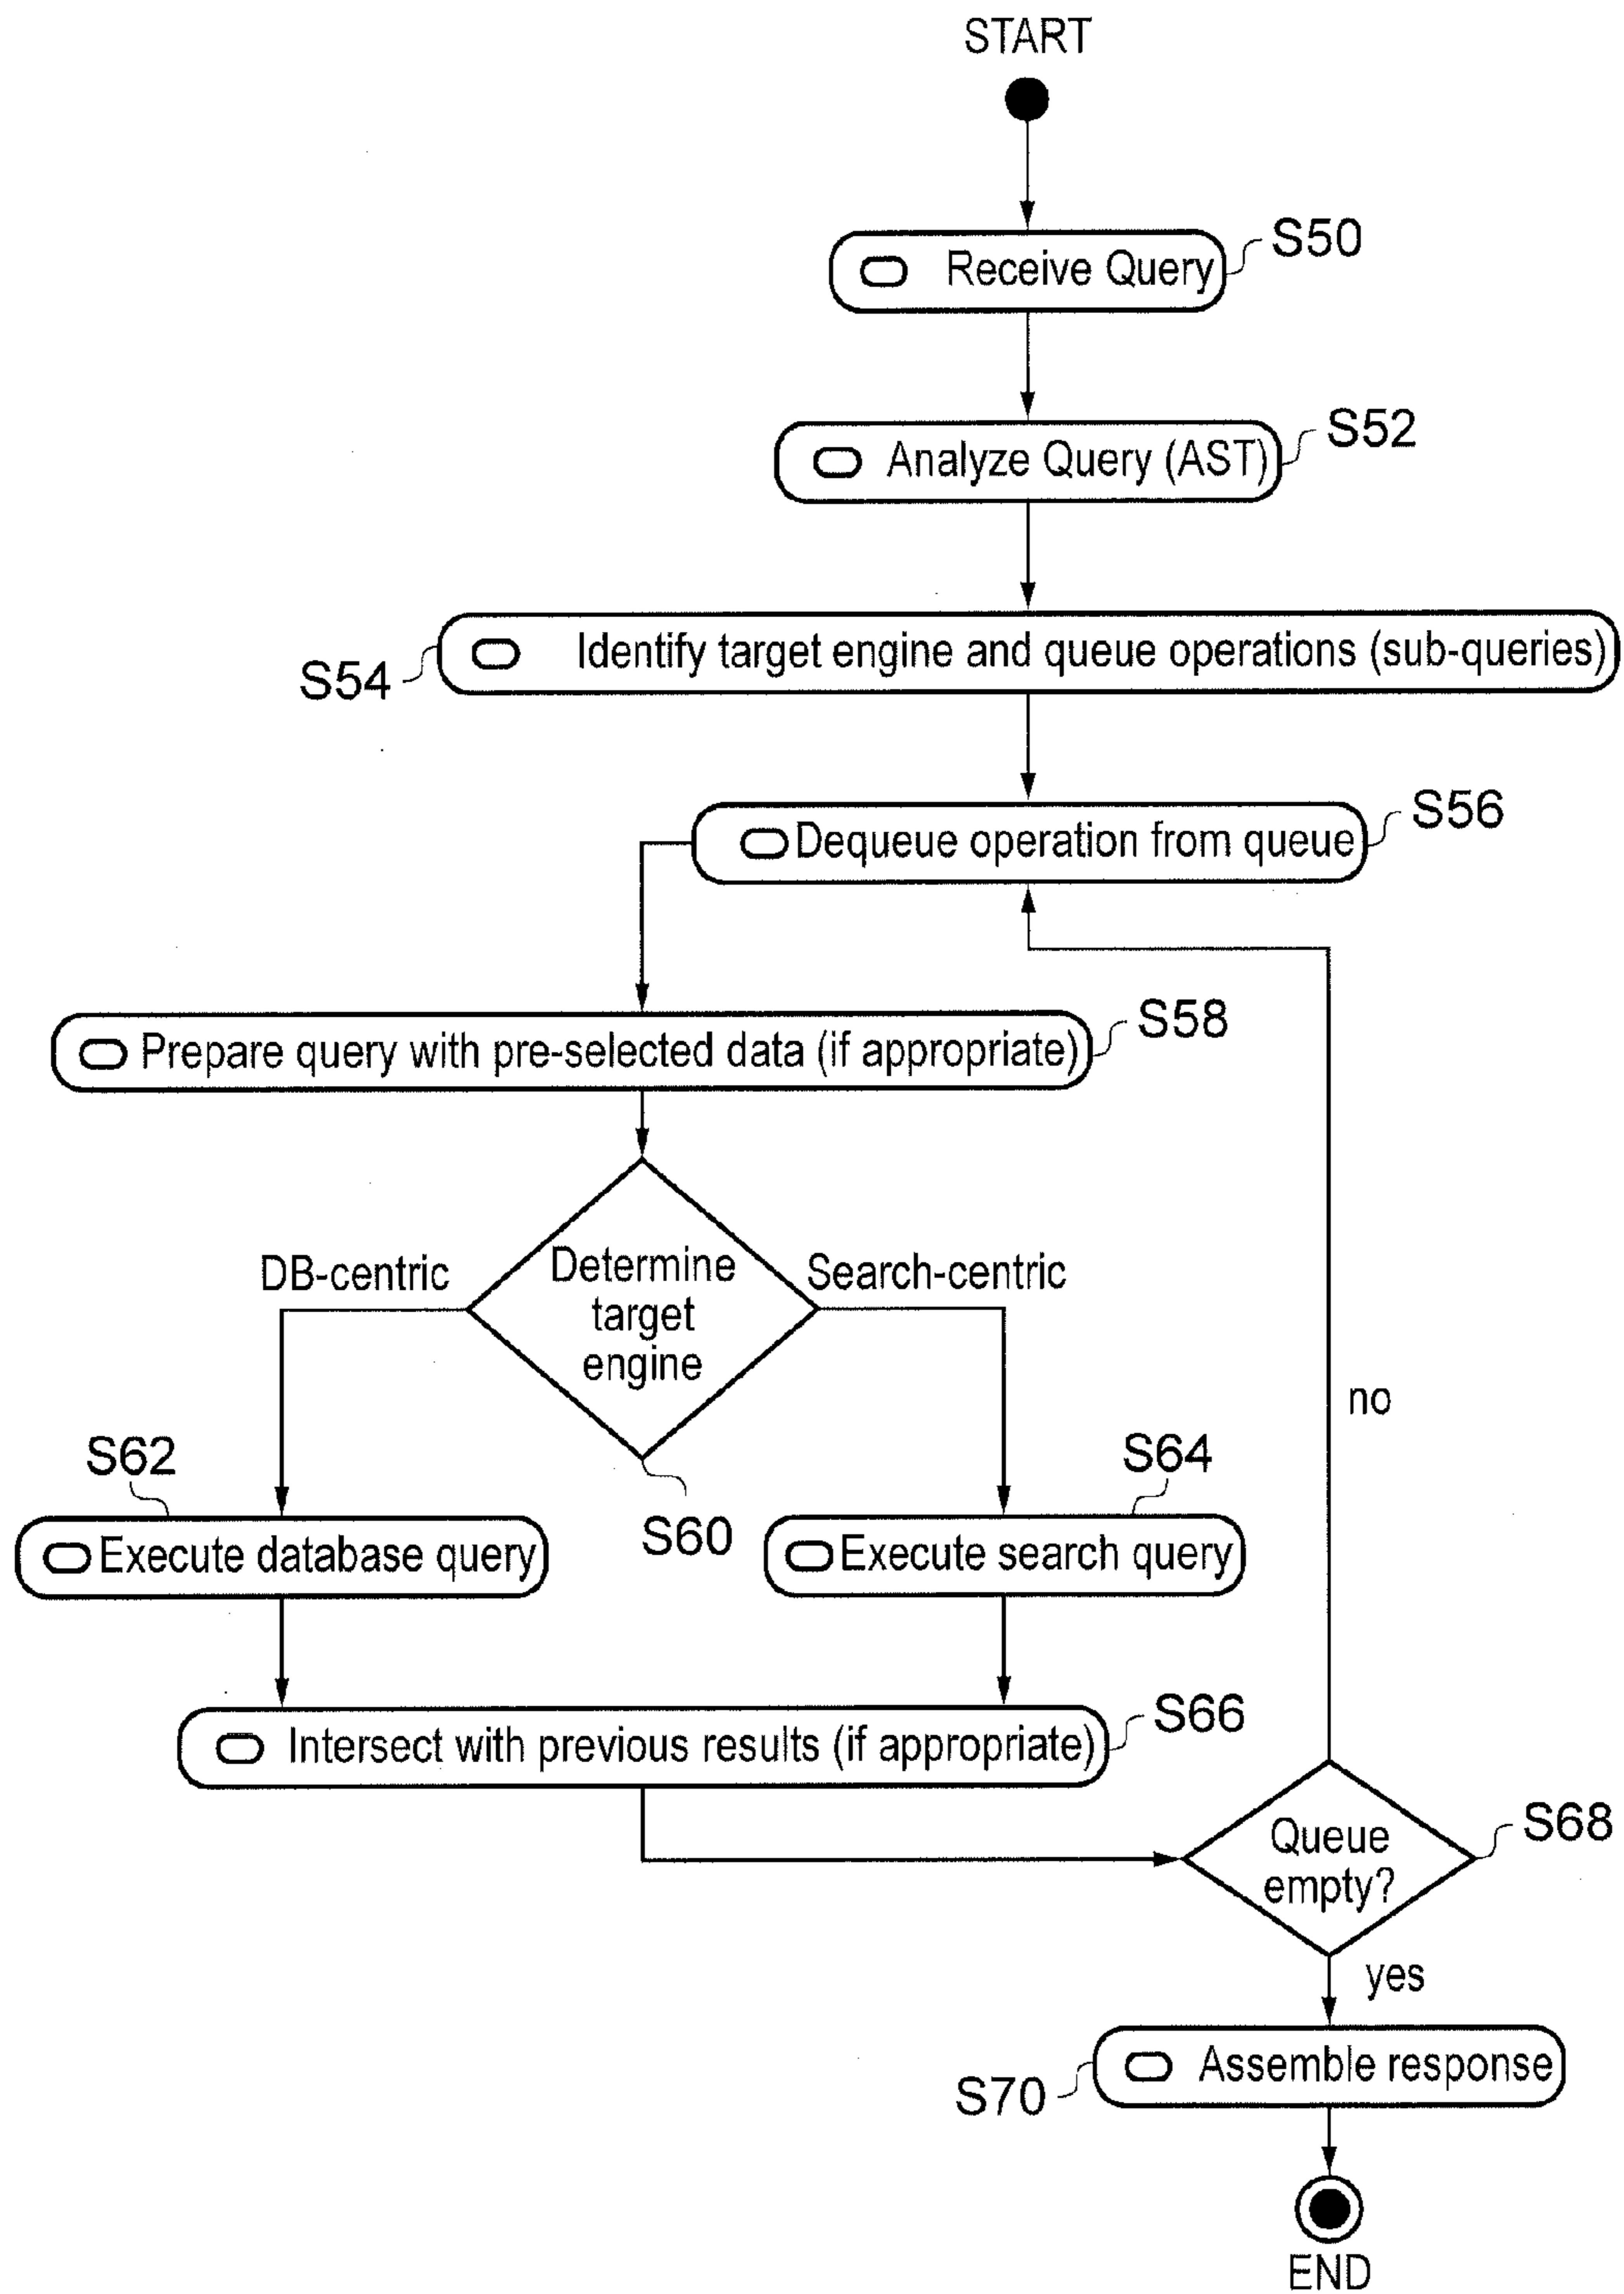 START
S50
Receive Query
S52
Analyze Query (AST)
Identify target engine and queue operations (sub-queries)
S54
S56
Dequeue operation from queue
S58
Prepare query with pre-selected data (if appropriate)
DB-centric
Determine
target
engine
Search-centric
no
S62
S64
S60
Execute database query
Execute search query
S66
Intersect with previous results (if appropriate)
S68
Queue
empty?
yes
Assemble response
S70
END